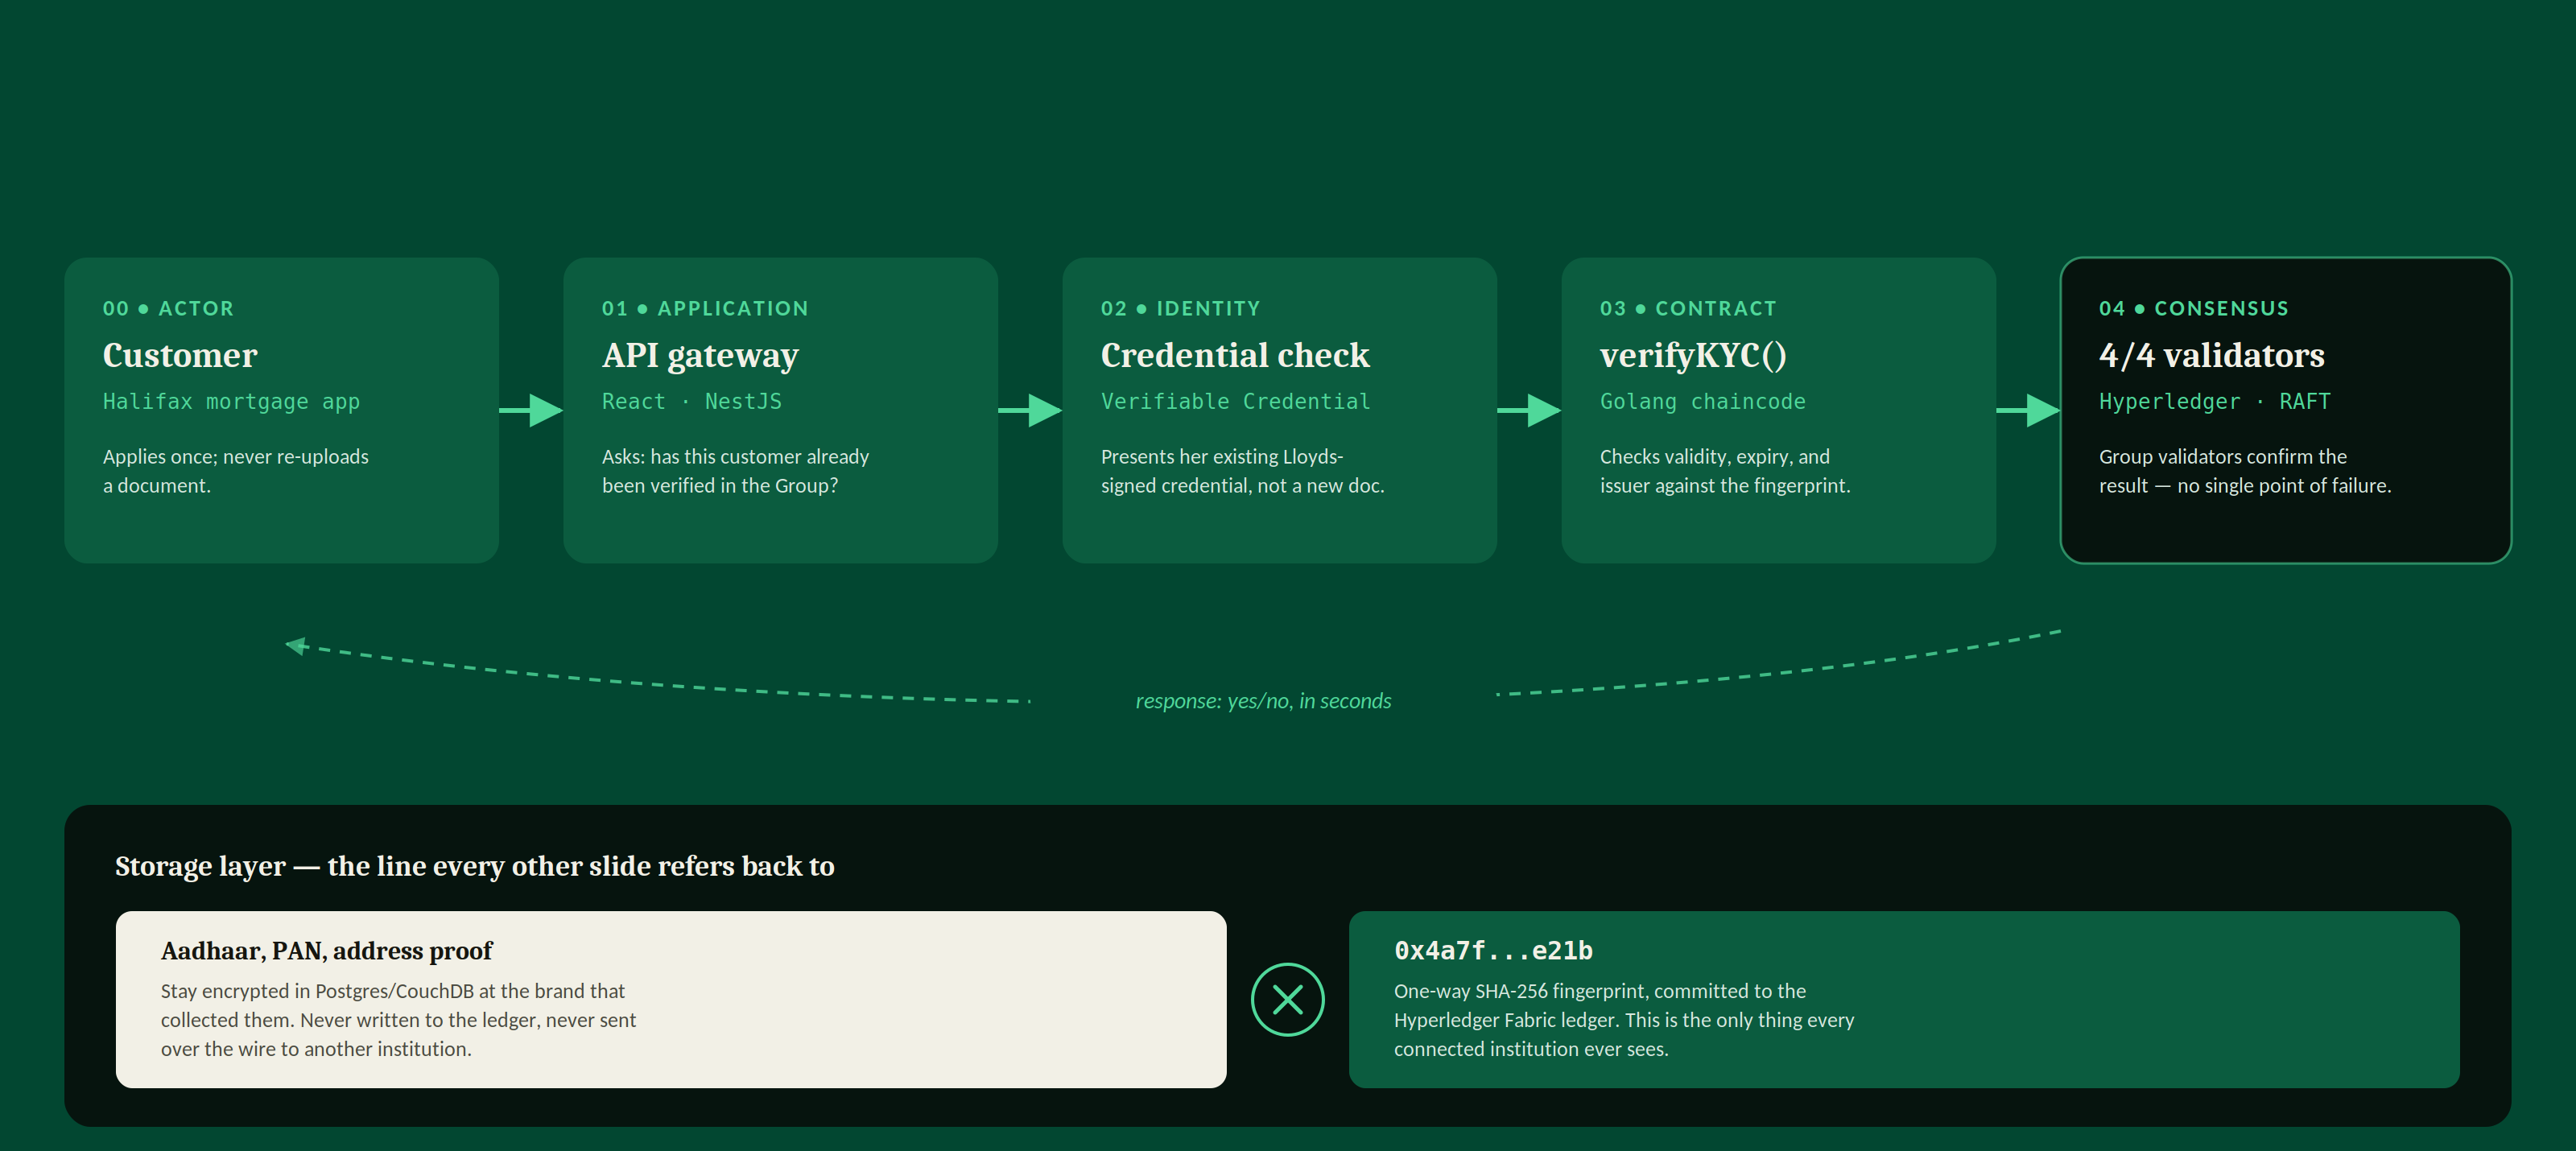 00 ● ACTOR
Customer
Halifax mortgage app
Applies once; never re-uploads
a document.
01 ● APPLICATION
API gateway
React · NestJS
Asks: has this customer already
been verified in the Group?
02 ● IDENTITY
Credential check
Verifiable Credential
Presents her existing Lloyds-
signed credential, not a new doc.
03 ● CONTRACT
verifyKYC()
Golang chaincode
Checks validity, expiry, and
issuer against the fingerprint.
04 ● CONSENSUS
4/4 validators
Hyperledger · RAFT
Group validators confirm the
result — no single point of failure.
response: yes/no, in seconds
Storage layer — the line every other slide refers back to
Aadhaar, PAN, address proof
Stay encrypted in Postgres/CouchDB at the brand that
collected them. Never written to the ledger, never sent
over the wire to another institution.
0x4a7f...e21b
One-way SHA-256 fingerprint, committed to the
Hyperledger Fabric ledger. This is the only thing every
connected institution ever sees.